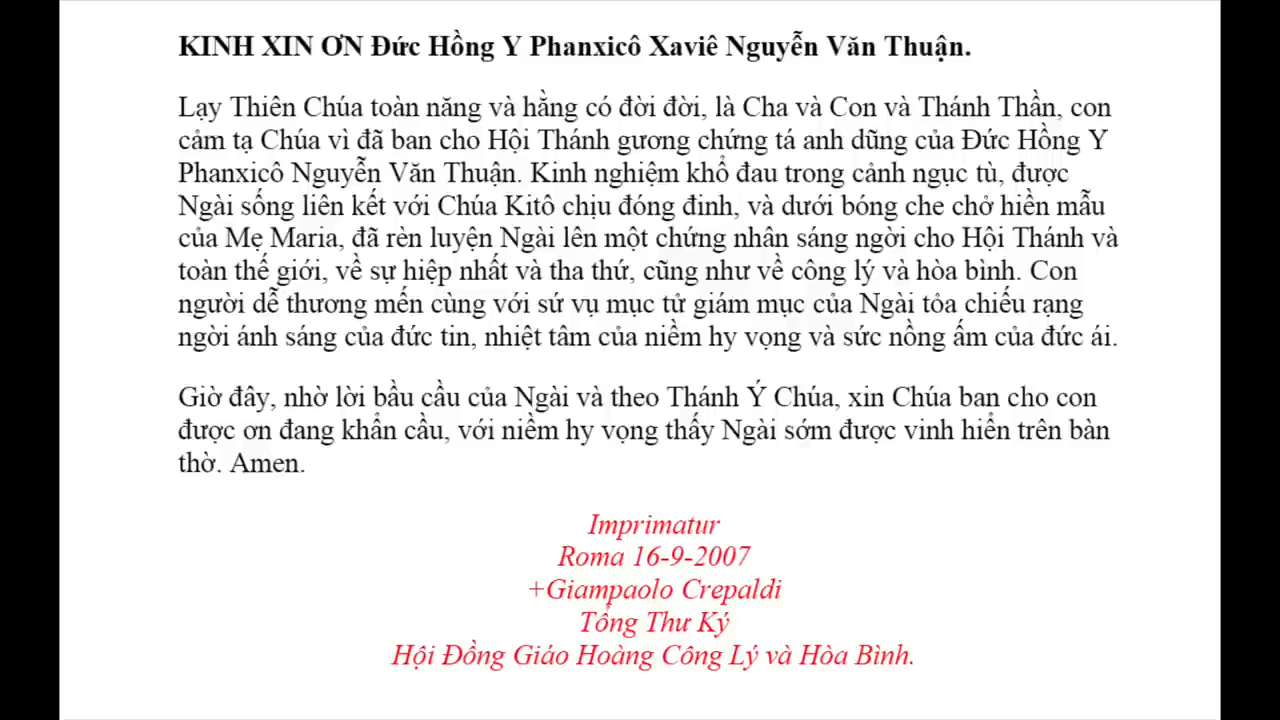 KINH XIN ƠN Đức Hồng Y Phanxicô Xaviê Nguyễn Văn Thuận.
Lạy Thiên Chúa toàn năng và hằng có đời đời, là Cha và Con và Thánh Thần, con
cảm tạ Chúa vì đã ban cho Hội Thánh gương chứng tá anh dũng của Đức Hồng Y
Phanxicô Nguyễn Văn Thuận. Kinh nghiệm khổ đau trong cảnh ngục tù, được
Ngài sống liên kết với Chúa Kitô chịu đóng đinh, và dưới bóng che chở hiền mẫu
của Mẹ Maria, đã rèn luyện Ngài lên một chứng nhân sáng ngời cho Hội Thánh và
toàn thế giới, về sự hiệp nhất và tha thứ, cũng như về công lý và hòa bình. Con
người dễ thương mến cùng với sứ vụ mục tử giám mục của Ngài tỏa chiếu rạng
ngời ánh sáng của đức tin, nhiệt tâm của niềm hy vọng và sức nồng ấm của đức ái.
Giờ đây, nhờ lời bầu cầu của Ngài và theo Thánh Ý Chúa, xin Chúa ban cho con
được ơn đang khẩn cầu, với niềm hy vọng thấy Ngài sớm được vinh hiển trên bàn
thờ. Amen.
Imprimatur
Roma 16-9-2007
+Giampaolo Crepaldi
Tổng Thư Ký
Hội Đồng Giáo Hoàng Công Lý và Hòa Bình.